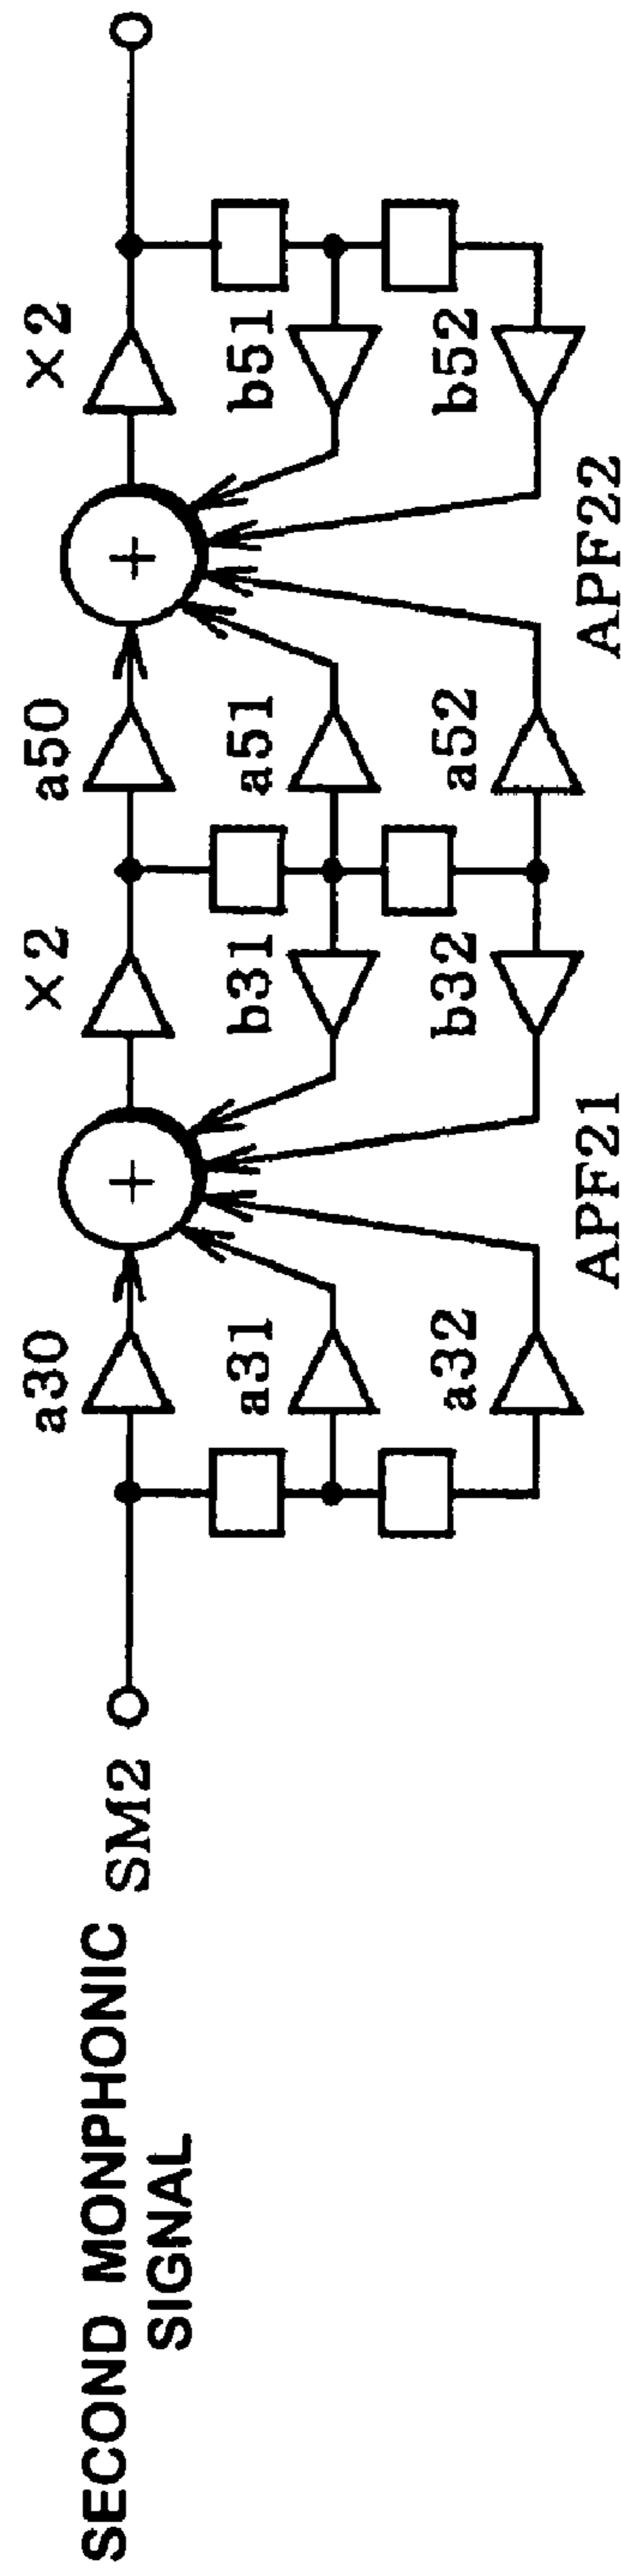 SECOND MONPHONIC
SIGNAL
SM2
a30
×2
a50
×2
+
+
a31
b31
a51
b51
a32
b32
a52
b52
APF21
APF22